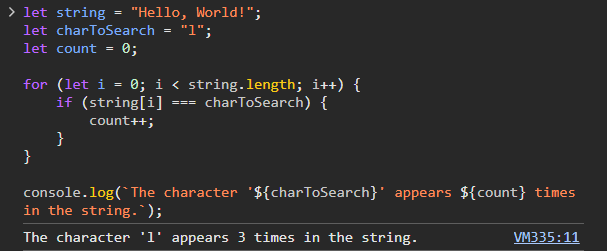 > let string = "Hello, World!";
let charToSearch = "l";
let count = 0;

for (let i = 0; i < string.length; i++) {
    if (string[i] === charToSearch) {
        count++;
    }
}

console.log(`The character '${charToSearch}' appears ${count} times
in the string.`);
The character 'l' appears 3 times in the string. VM335:11